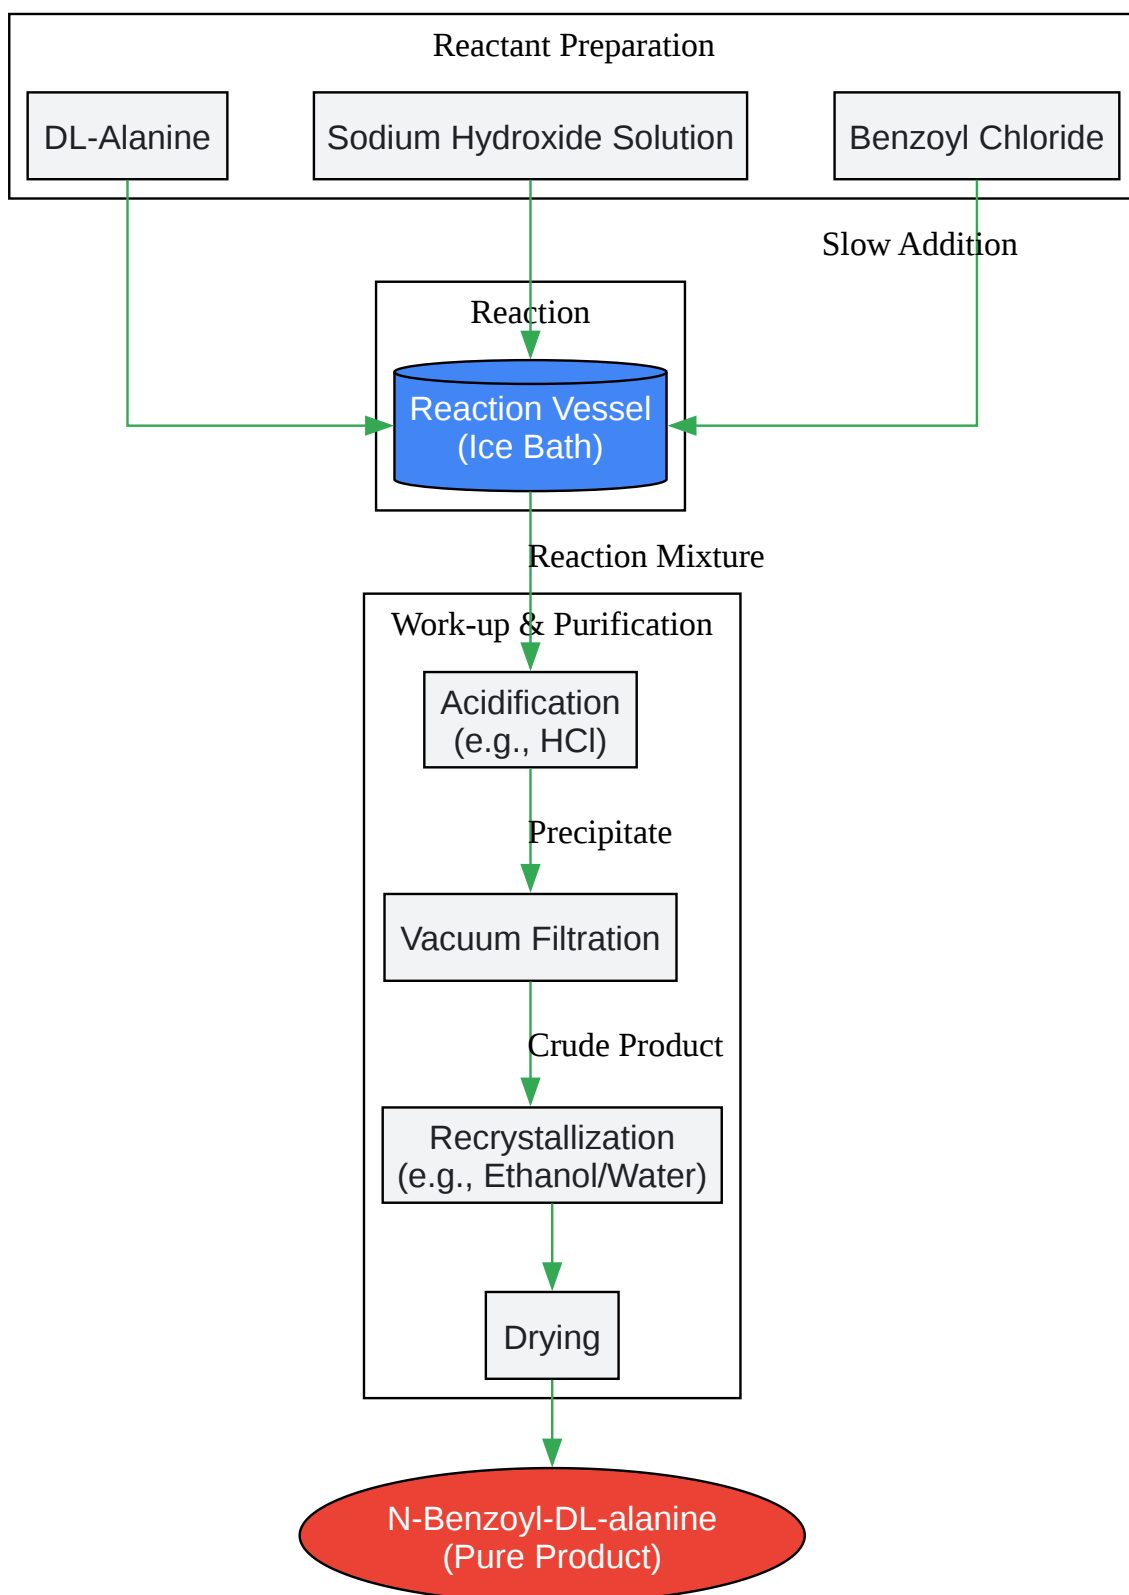 Reactant Preparation
DL-Alanine
Sodium Hydroxide Solution
Benzoyl Chloride
Slow Addition
Reaction
Reaction Vessel
(Ice Bath)
Reaction Mixture
Work-up & Purification
Acidification
(e.g., HCl)
Precipitate
Vacuum Filtration
Crude Product
Recrystallization
(e.g., Ethanol/Water)
Drying
N-Benzoyl-DL-alanine
(Pure Product)